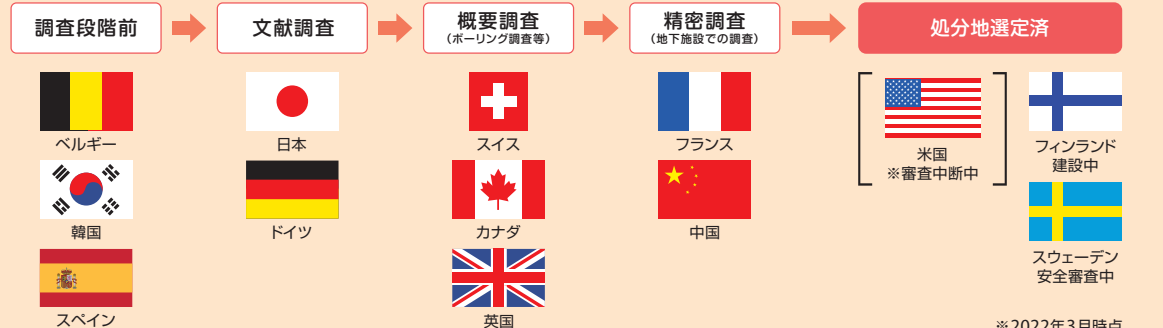 調査段階前
文献調査
概要調査
（ボーリング調査等）
精密調査
（地下施設での調査）
処分地選定済
ベルギー
韓国
スペイン
日本
ドイツ
スイス
カナダ
英国
フランス
中国
米国
※審査中断中
フィンランド
建設中
スウェーデン
安全審査中
※2022年3月時点